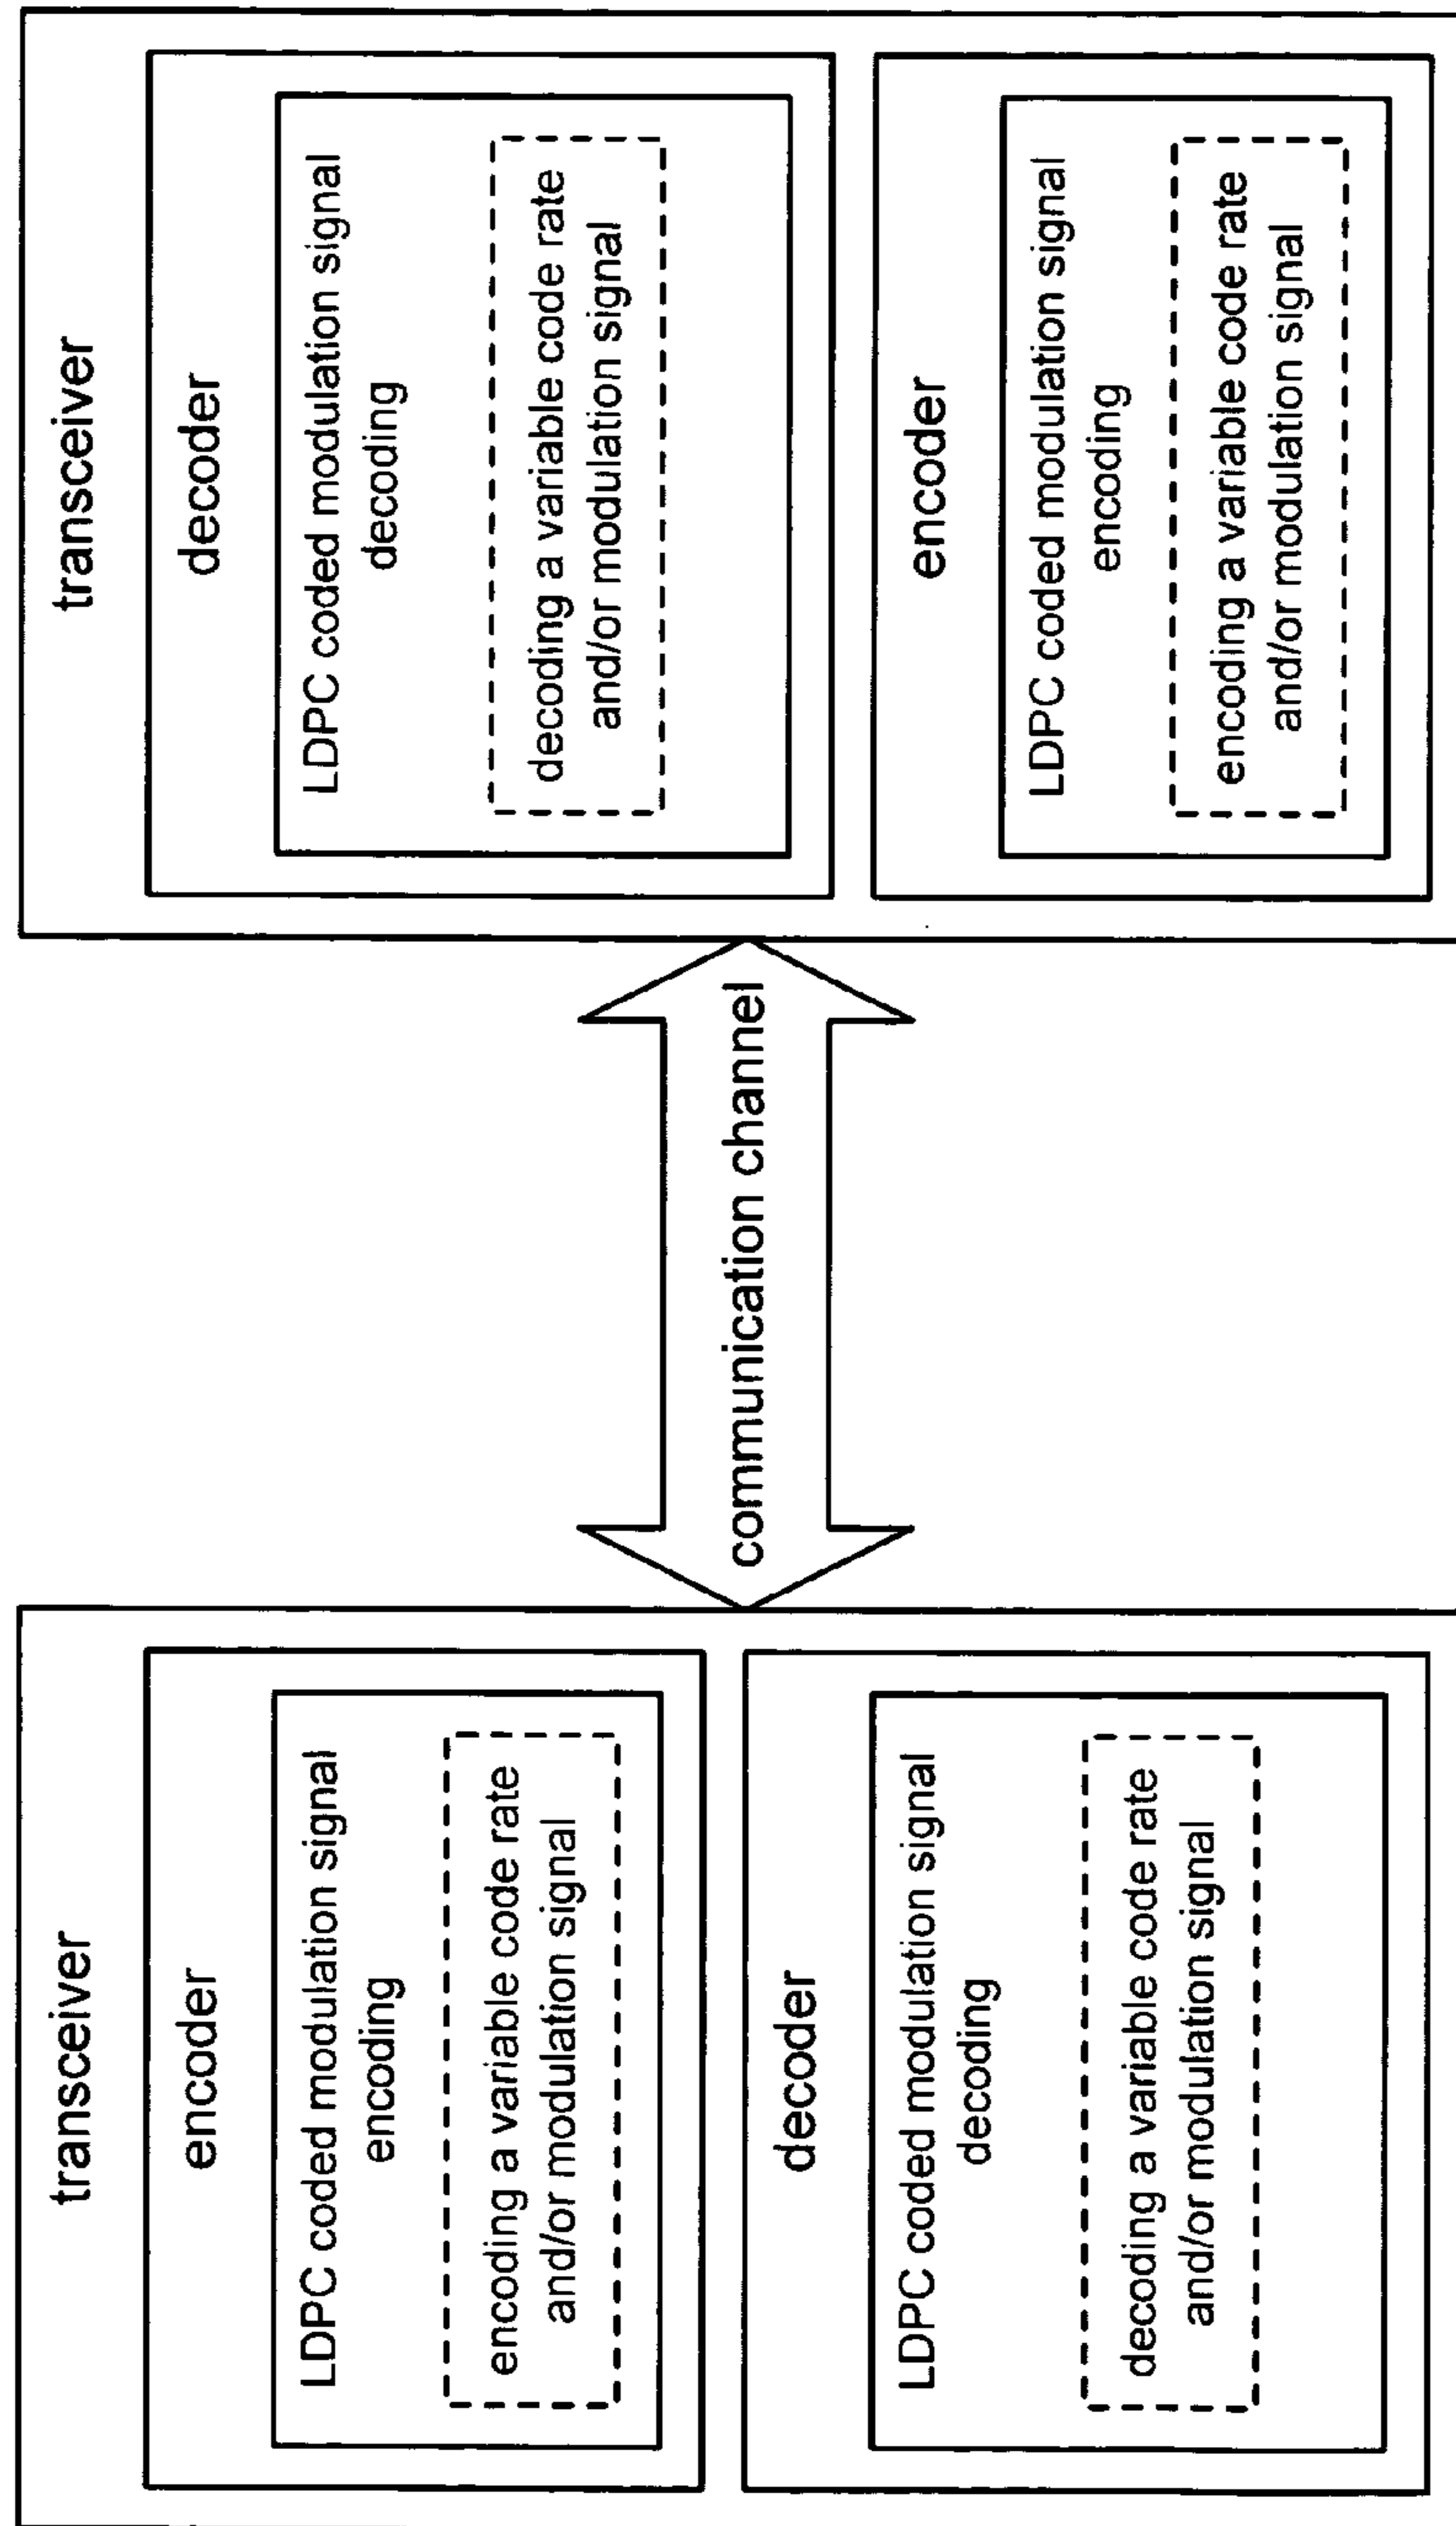 transceiver
encoder
LDPC coded modulation signal
encoding
encoding a variable code rate
and/or modulation signal
decoder
LDPC coded modulation signal
decoding
decoding a variable code rate
and/or modulation signal
communication channel
transceiver
decoder
LDPC coded modulation signal
decoding
decoding a variable code rate
and/or modulation signal
encoder
LDPC coded modulation signal
encoding
encoding a variable code rate
and/or modulation signal